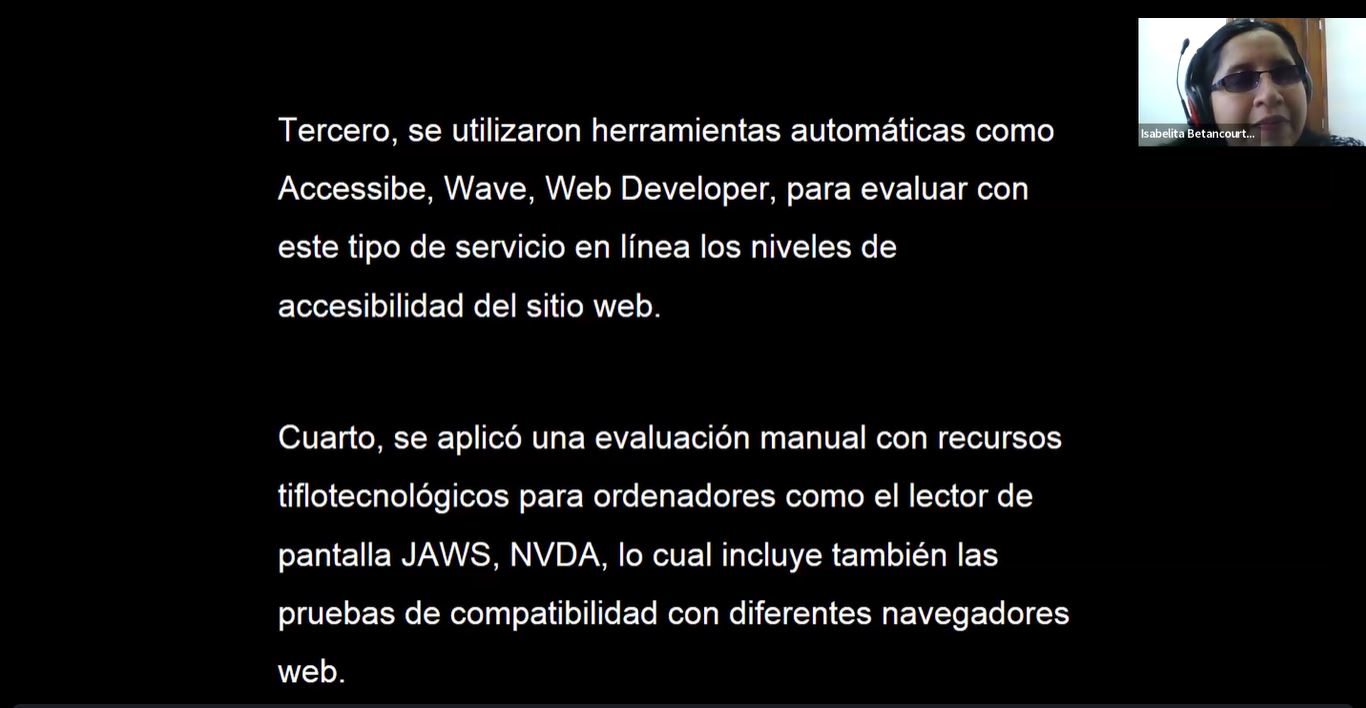 Tercero, se utilizaron herramientas automáticas como
Accessibe, Wave, Web Developer, para evaluar con
este tipo de servicio en línea los niveles de
accesibilidad del sitio web.
Cuarto, se aplicó una evaluación manual con recursos
tiflotecnológicos para ordenadores como el lector de
pantalla JAWS, NVDA, lo cual incluye también las
pruebas de compatibilidad con diferentes navegadores
web.
Isabelita Betancourt...